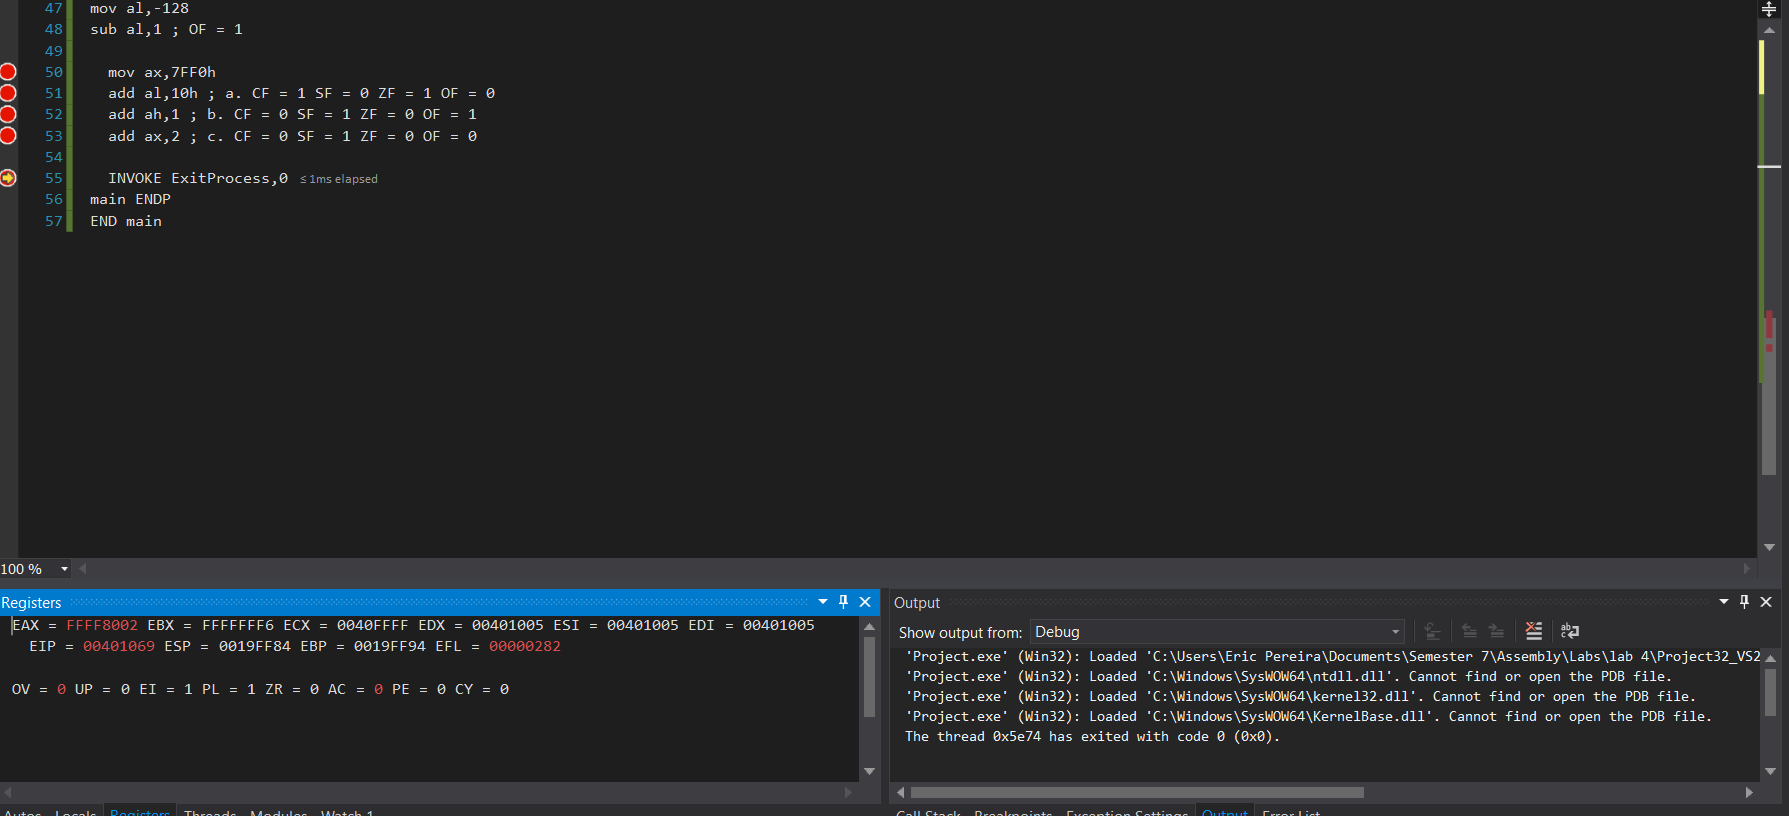 47 mov al,-128
48 sub al,1 ; OF = 1
49
50 mov ax,7FF0h
51 add al,10h ; a. CF = 1 SF = 0 ZF = 1 OF = 0
52 add ah,1 ; b. CF = 0 SF = 1 ZF = 0 OF = 1
53 add ax,2 ; c. CF = 0 SF = 1 ZF = 0 OF = 0
54
55 INVOKE ExitProcess,0 ≤ 1ms elapsed
56 main ENDP
57 END main
100 %
Registers
EAX = FFFF8002 EBX = FFFFFFF6 ECX = 0040FFFF EDX = 00401005 ESI = 00401005 EDI = 00401005
EIP = 00401069 ESP = 0019FF84 EBP = 0019FF94 EFL = 00000282
OV = 0 UP = 0 EI = 1 PL = 1 ZR = 0 AC = 0 PE = 0 CY = 0
Autos Locals Registers Threads Modules Watch 1
Output
Show output from: Debug
'Project.exe' (Win32): Loaded 'C:\Users\Eric Pereira\Documents\Semester 7\Assembly\Labs\lab 4\Project32_VS2
'Project.exe' (Win32): Loaded 'C:\Windows\SysWOW64\ntdll.dll'. Cannot find or open the PDB file.
'Project.exe' (Win32): Loaded 'C:\Windows\SysWOW64\kernel32.dll'. Cannot find or open the PDB file.
'Project.exe' (Win32): Loaded 'C:\Windows\SysWOW64\KernelBase.dll'. Cannot find or open the PDB file.
The thread 0x5e74 has exited with code 0 (0x0).
Call Stack Breakpoints Exception Settings Output Error List